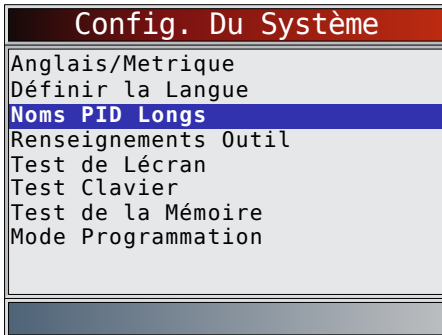 Config. Du Système
Anglais/Metrique
Définir la Langue
Noms PID Longs
Renseignements Outil
Test de Lécran
Test Clavier
Test de la Mémoire
Mode Programmation